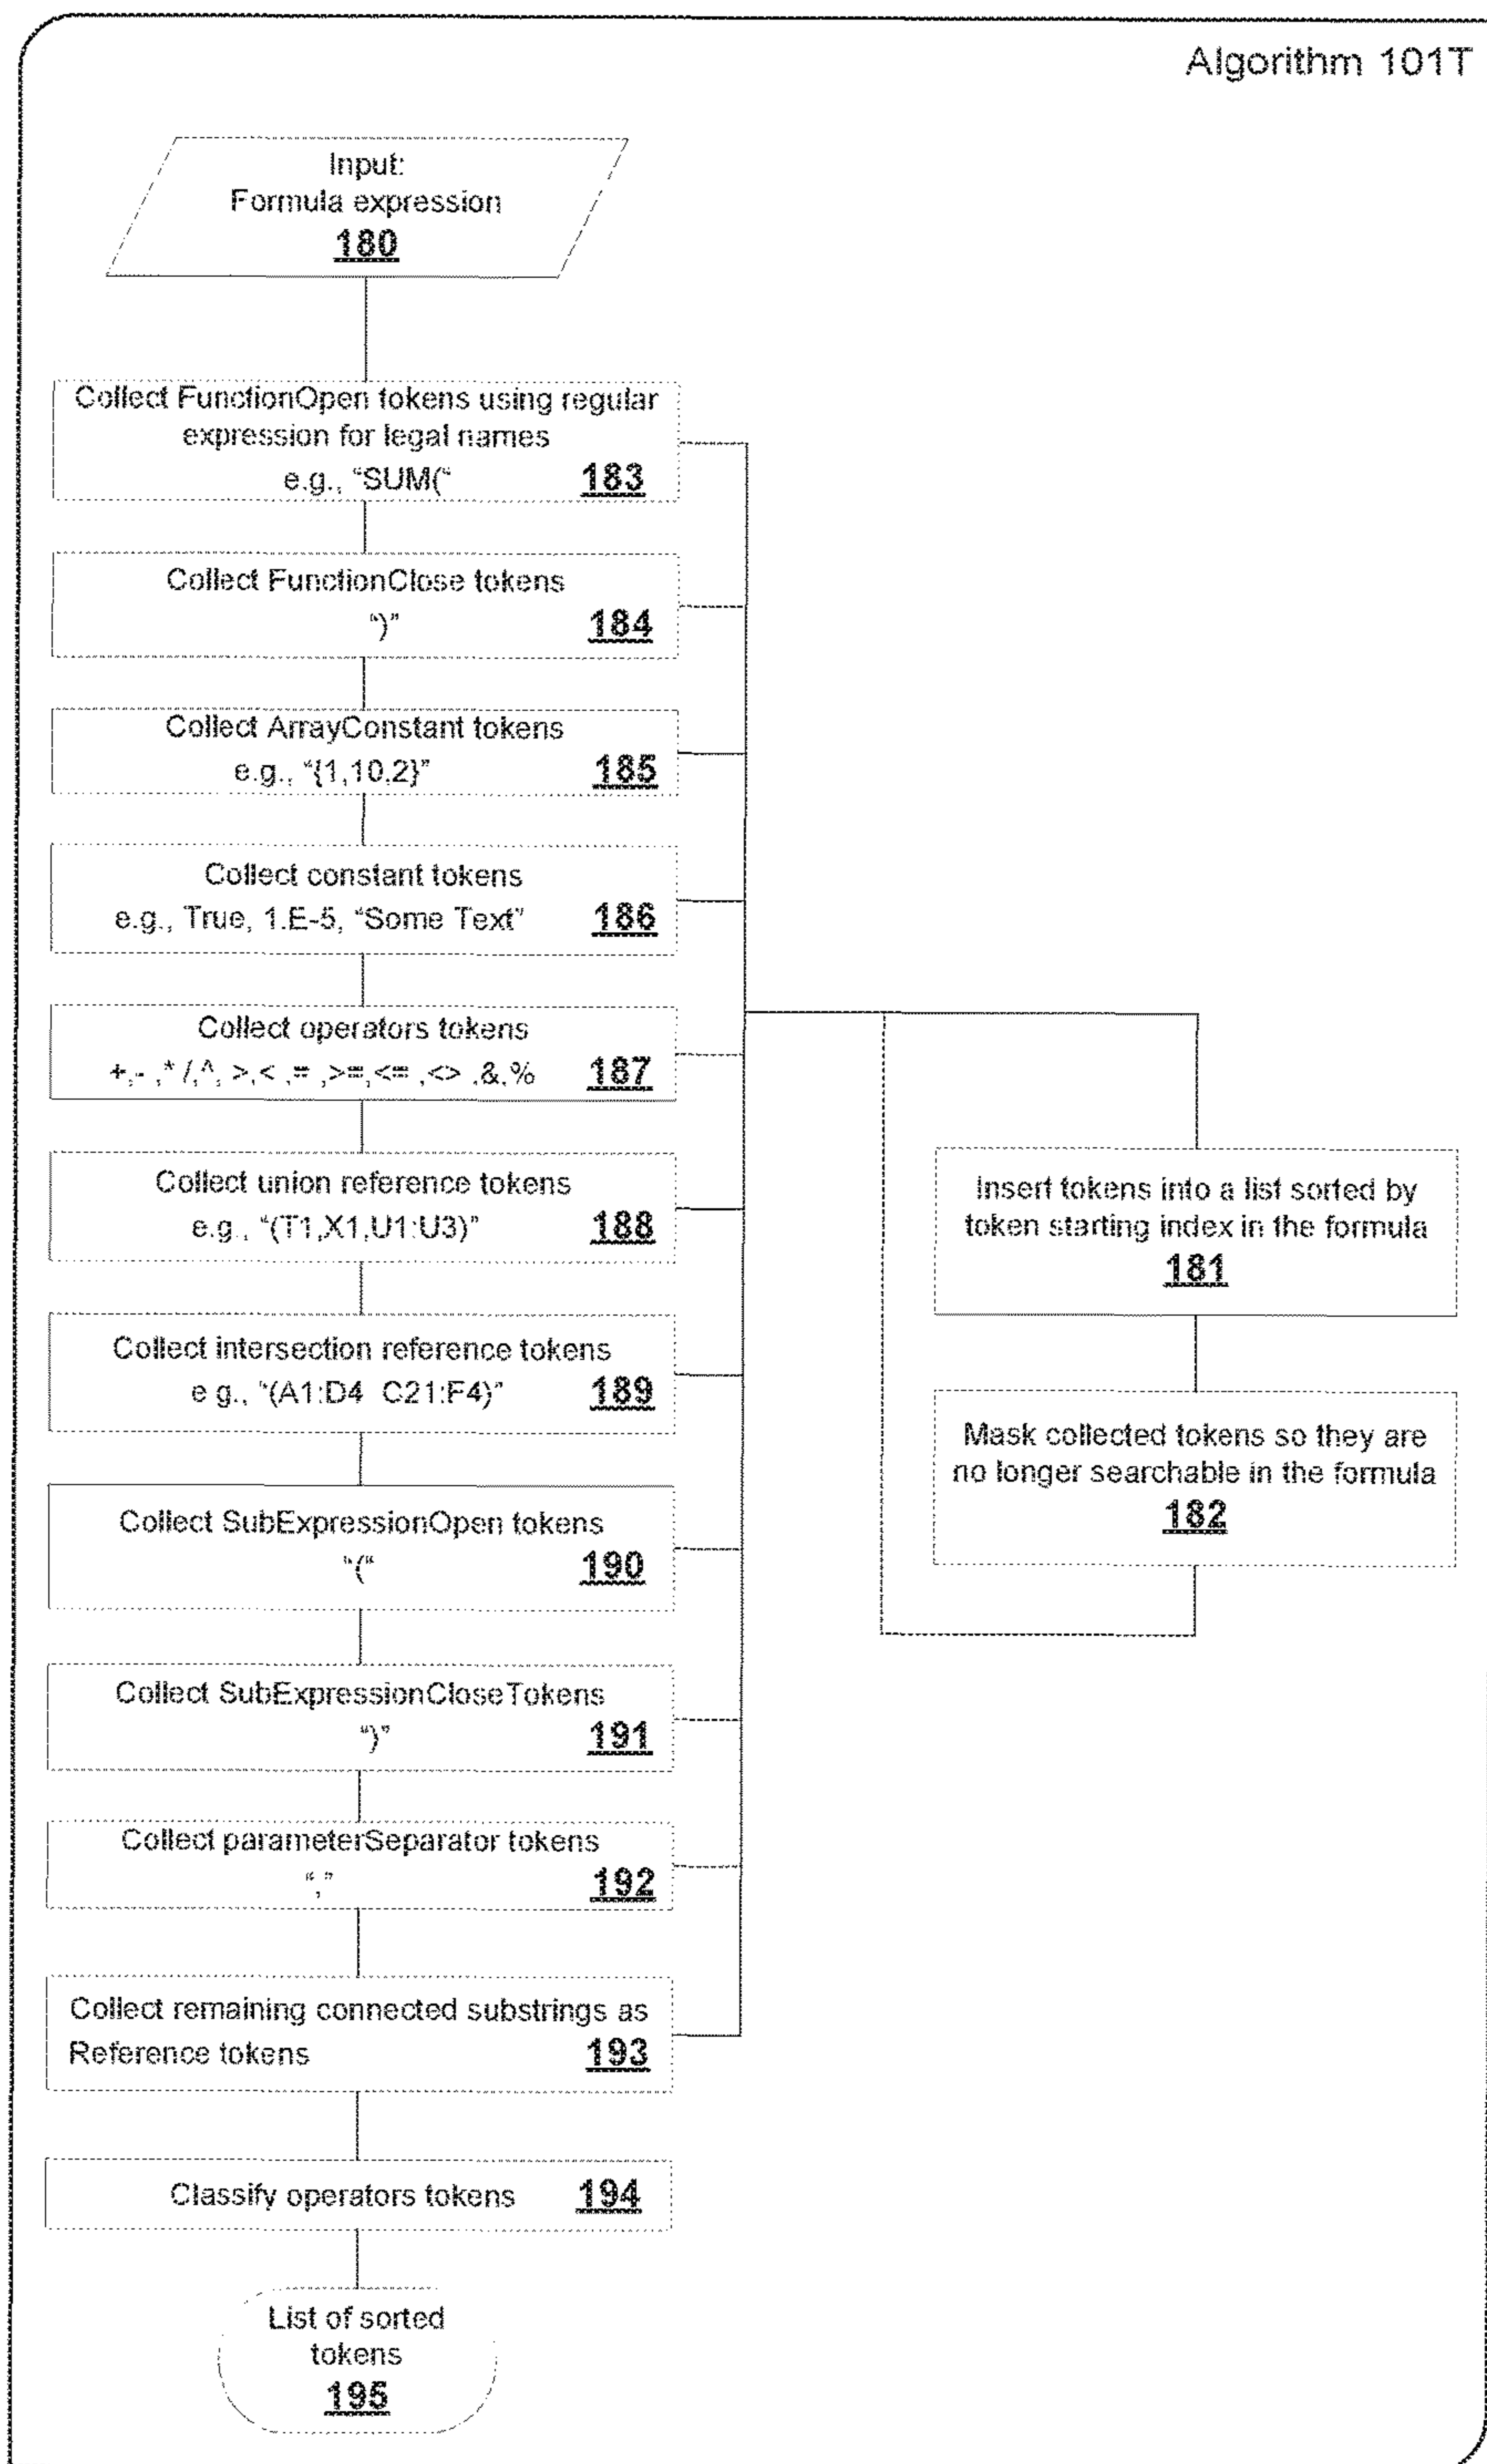 Algorithm 101T
Input:
Formula expression
180
Collect FunctionOpen tokens using regular
expression for legal names
e.g., “SUM(“ 183
Collect FunctionClose tokens
“)” 184
Collect ArrayConstant tokens
e.g., “{1,10,2}” 185
Collect constant tokens
e.g., True, 1.E-5, “Some Text” 186
Collect operators tokens
+,- ,* /,^, >,< ,= ,>=,<= ,<> ,&,% 187
Collect union reference tokens
e.g., “(T1,X1,U1:U3)” 188
Collect intersection reference tokens
e.g., “(A1:D4 C21:F4)” 189
Insert tokens into a list sorted by
token starting index in the formula
181
Mask collected tokens so they are
no longer searchable in the formula
182
Collect SubExpressionOpen tokens
“(“ 190
Collect SubExpressionCloseTokens
“)” 191
Collect parameterSeparator tokens
“,” 192
Collect remaining connected substrings as
Reference tokens 193
Classify operators tokens 194
List of sorted
tokens
195